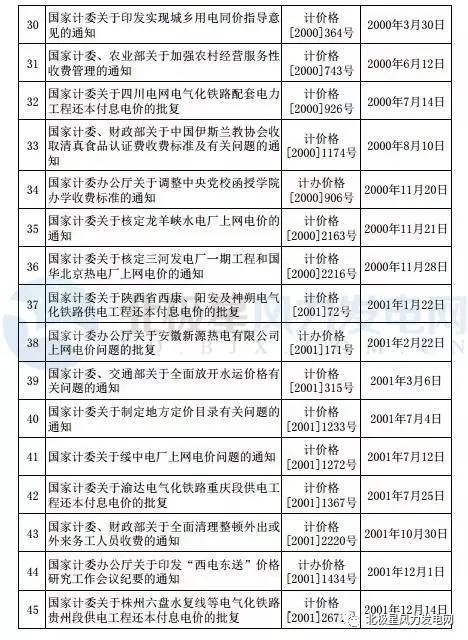 30
国家计委关于印发实现城乡用电同价指导意
见的通知
计价格
[2000]364号
2000年3月30日
31
国家计委、农业部关于加强农村经营服务性
收费管理的通知
计价格
[2000]743号
2000年6月12日
32
国家计委关于四川电网电气化铁路配套电力
工程还本付息电价的批复
计价格
[2000]926号
2000年7月14日
33
国家计委、财政部关于中国伊斯兰教协会收
取清真食品认证费收费标准及有关问题的通知
计价格
[2000]1174号
2000年8月10日
34
国家计委办公厅关于调整中央党校函授学院
办学收费标准的通知
计办价格
[2000]906号
2000年11月20日
35
国家计委关于核定龙羊峡水电厂上网电价的
通知
计价格
[2000]2163号
2000年11月21日
36
国家计委关于核定三河发电厂一期工程和国
华北京热电厂上网电价的通知
计价格
[2000]2216号
2000年11月28日
37
国家计委关于陕西省西康、阳安及神朔电气
化铁路供电工程还本付息电价的批复
计价格
[2001]72号
2001年1月22日
38
国家计委办公厅关于安徽新源热电有限公司
上网电价问题的批复
计办价格
[2001]171号
2001年2月22日
39
国家计委、交通部关于全面放开水运价格有
关问题的通知
计价格
[2001]315号
2001年3月6日
40
国家计委关于制定地方定价目录有关问题的
通知
计价格
[2001]1233号
2001年7月4日
41
国家计委关于绥中电厂上网电价问题的通知
计价格
[2001]1272号
2001年7月12日
42
国家计委关于渝达电气化铁路重庆段供电工
程还本付息电价的批复
计价格
[2001]1367号
2001年7月25日
43
国家计委、财政部关于全面清理整顿外出或
外来务工人员收费的通知
计价格
[2001]2220号
2001年10月30日
44
国家计委办公厅关于印发“西电东送”价格
研究工作会议纪要的通知
计办价格
[2001]1434号
2001年12月1日
45
国家计委关于株州六盘水复线等电气化铁路
贵州段供电工程还本付息电价的批复
计价格
2001年12月14日
北极星风力发电网